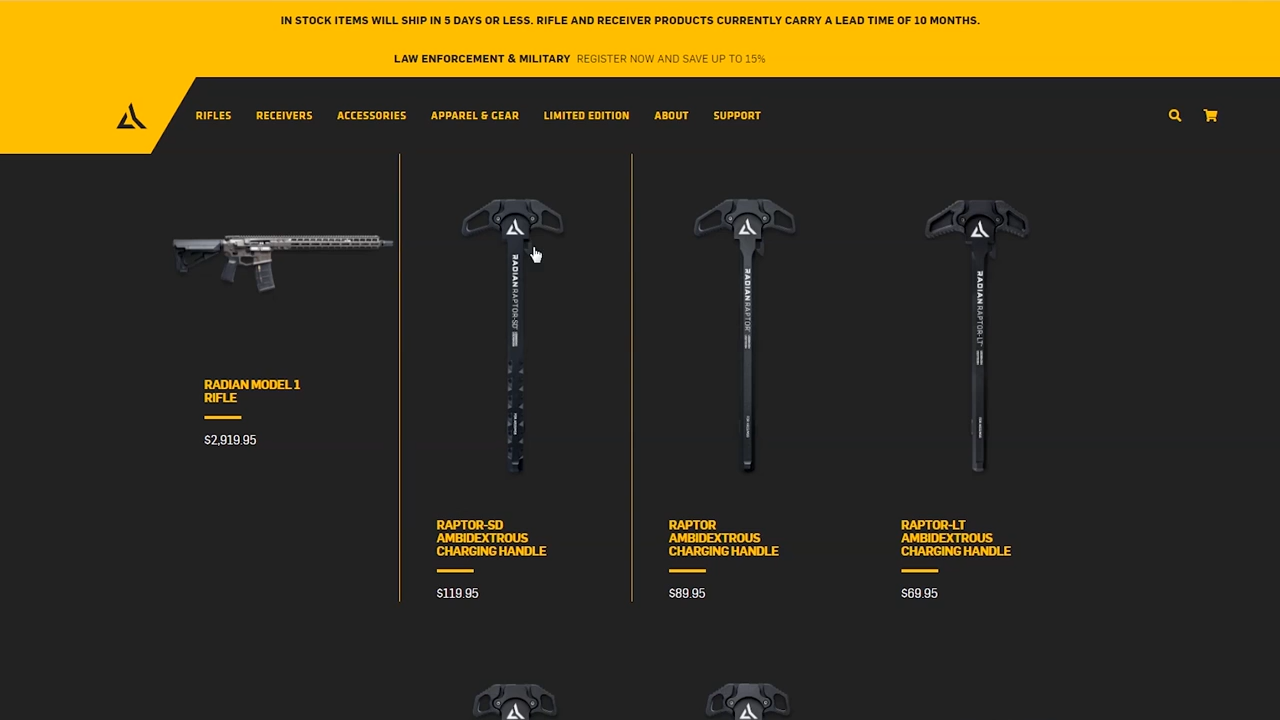 IN STOCK ITEMS WILL SHIP IN 5 DAYS OR LESS. RIFLE AND RECEIVER PRODUCTS CURRENTLY CARRY A LEAD TIME OF 10 MONTHS.
LAW ENFORCEMENT & MILITARY REGISTER NOW AND SAVE UP TO 15%
RIFLES RECEIVERS ACCESSORIES APPAREL & GEAR LIMITED EDITION ABOUT SUPPORT
RADIAN RAPTOR-SD
RADIAN RAPTOR
RADIAN RAPTOR-LT
RADIAN MODEL 1
RIFLE
$2,919.95
RAPTOR-SD
AMBIDEXTROUS
CHARGING HANDLE
$119.95
RAPTOR
AMBIDEXTROUS
CHARGING HANDLE
$89.95
RAPTOR-LT
AMBIDEXTROUS
CHARGING HANDLE
$69.95